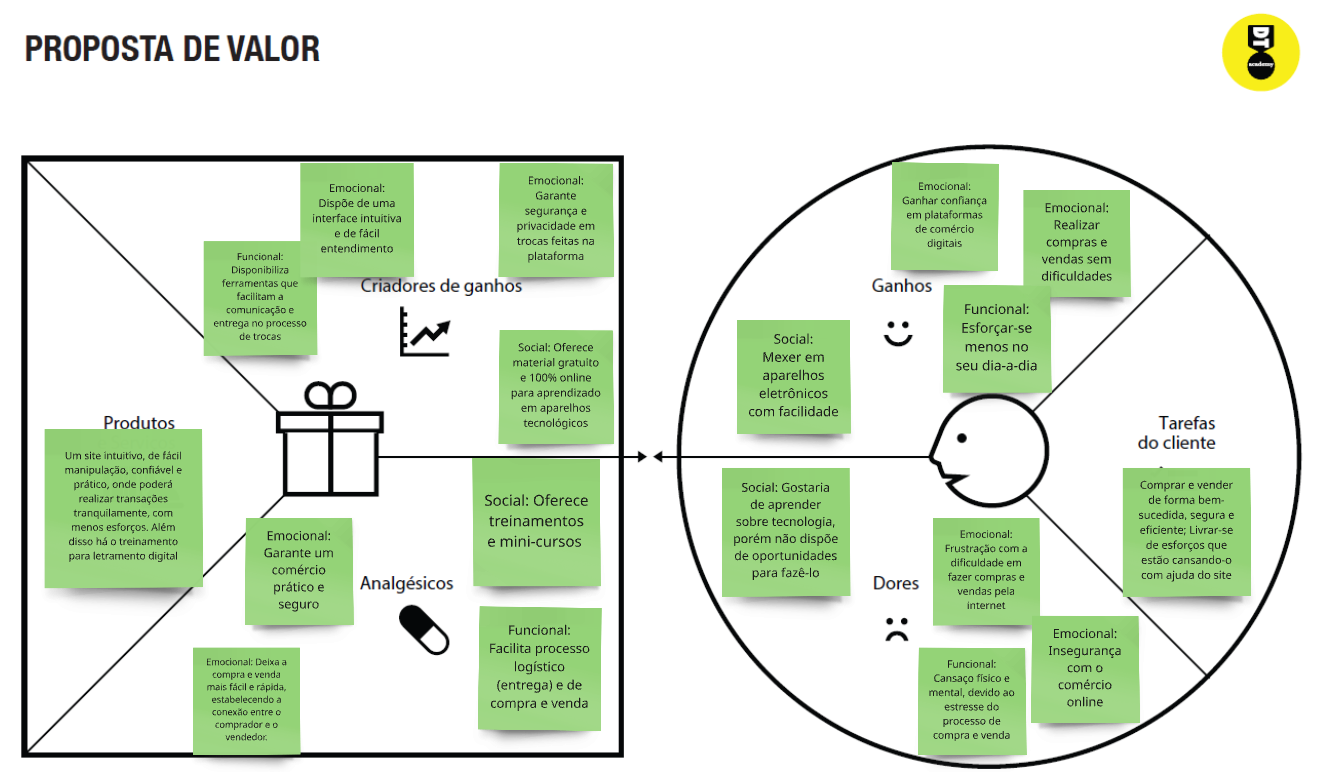 PROPOSTA DE VALOR
DT
academy
Emocional:
Dispõe de uma
interface intuitiva
e de fácil
entendimento
Emocional:
Garante
segurança e
privacidade em
trocas feitas na
plataforma
Funcional:
Disponibiliza
ferramentas que
facilitam a
comunicação e
entrega no processo
de trocas
Criadores de ganhos
Social: Oferece
material gratuito
e 100% online
para aprendizado
em aparelhos
tecnológicos
Produtos
Um site intuitivo, de fácil
manipulação, confiável e
prático, onde poderá
realizar transações
tranquilamente, com
menos esforços. Além
disso há o treinamento
para letramento digital
Social: Oferece
treinamentos
e mini-cursos
Emocional:
Garante um
comércio
prático e
seguro
Analgésicos
Funcional:
Facilita processo
logístico
(entrega) e de
compra e venda
Emocional: Deixa a
compra e venda
mais fácil e rápida,
estabelecendo a
conexão entre o
comprador e o
vendedor.
Emocional:
Ganhar confiança
em plataformas
de comércio
digitais
Emocional:
Realizar
compras e
vendas sem
dificuldades
Ganhos
Funcional:
Esforçar-se
menos no
seu dia-a-dia
Social:
Mexer em
aparelhos
eletrônicos
com facilidade
Tarefas
do cliente
Comprar e vender
de forma bem-
sucedida, segura e
eficiente; Livrar-se
de esforços que
estão cansando-o
com ajuda do site
Social: Gostaria
de aprender
sobre tecnologia,
porém não dispõe
de oportunidades
para fazê-lo
Dores
Emocional:
Frustração com a
dificuldade em
fazer compras e
vendas pela
internet
Emocional:
Insegurança
com o
comércio
online
Funcional:
Cansaço físico e
mental, devido ao
estresse do
processo de
compra e venda